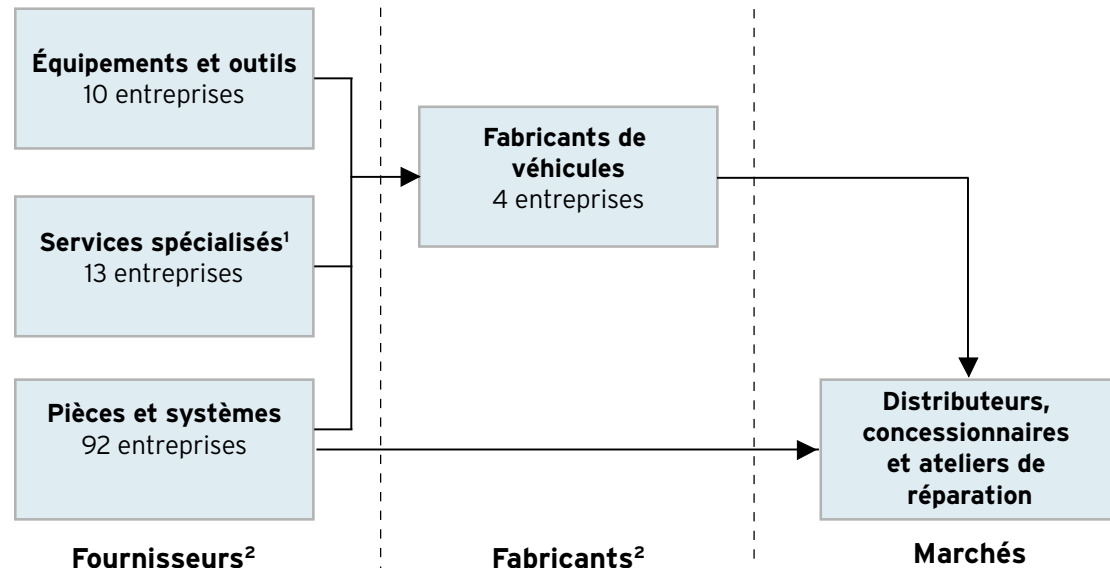 Équipements et outils
10 entreprises
Fabricants de
véhicules
4 entreprises
Services spécialisés¹
13 entreprises
Pièces et systèmes
92 entreprises
Distributeurs,
concessionnaires
et ateliers de
réparation
Fournisseurs²
Fabricants²
Marchés